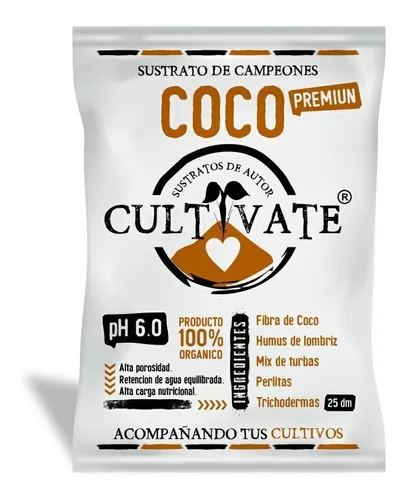 SUSTRATO DE CAMPEONES
COCO PREMIUN
SUSTRATOS DE AUTOR
CULTIVATE ®
pH 6.0
PRODUCTO
100%
ORGANICO
Alta porosidad.
Retencion de agua equilibrada.
Alta carga nutricional.
INGREDIENTES
Fibra de Coco
Humus de lombriz
Mix de turbas
Perlitas
Trichodermas 25 dm
ACOMPAÑANDO TUS CULTIVOS